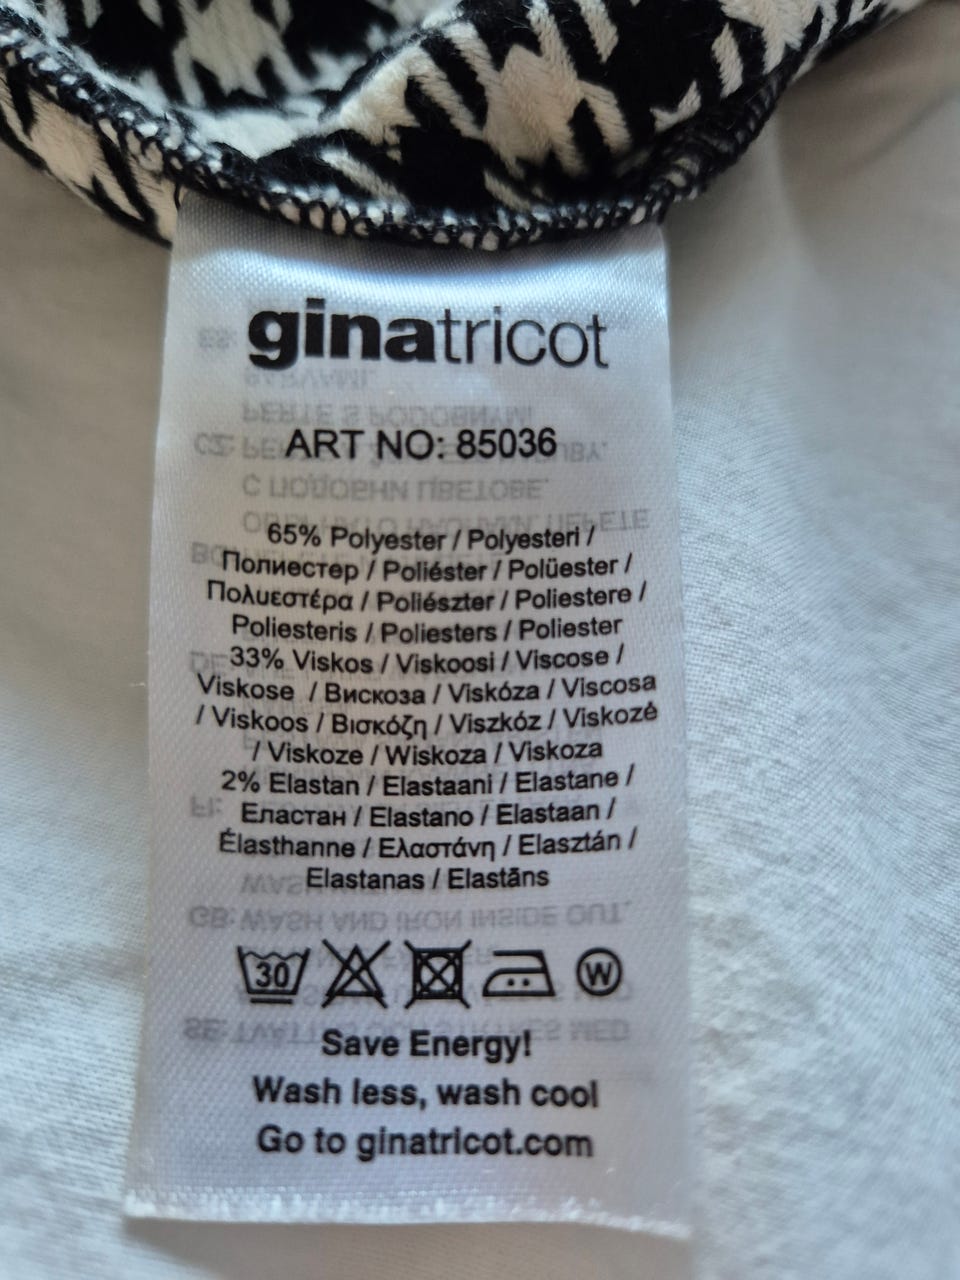 ginatricot
ART NO: 85036
65% Polyester / Polyesteri /
Полиестер / Poliéster / Polüester /
Πολυεστέρα / Poliészter / Poliestere /
Poliesteris / Poliesters / Poliester
33% Viskos / Viskoosi / Viscose /
Viskose / Вискоза / Viskóza / Viscosa
/ Viskoos / Βισκόζη / Viszkóz / Viskozė
/ Viskoze / Wiskoza / Viskoza
2% Elastan / Elastaani / Elastane /
Еластан / Elastano / Elastaan /
Élasthanne / Ελαστάνη / Elasztán /
Elastanas / Elastāns
30 W
Save Energy!
Wash less, wash cool
Go to ginatricot.com